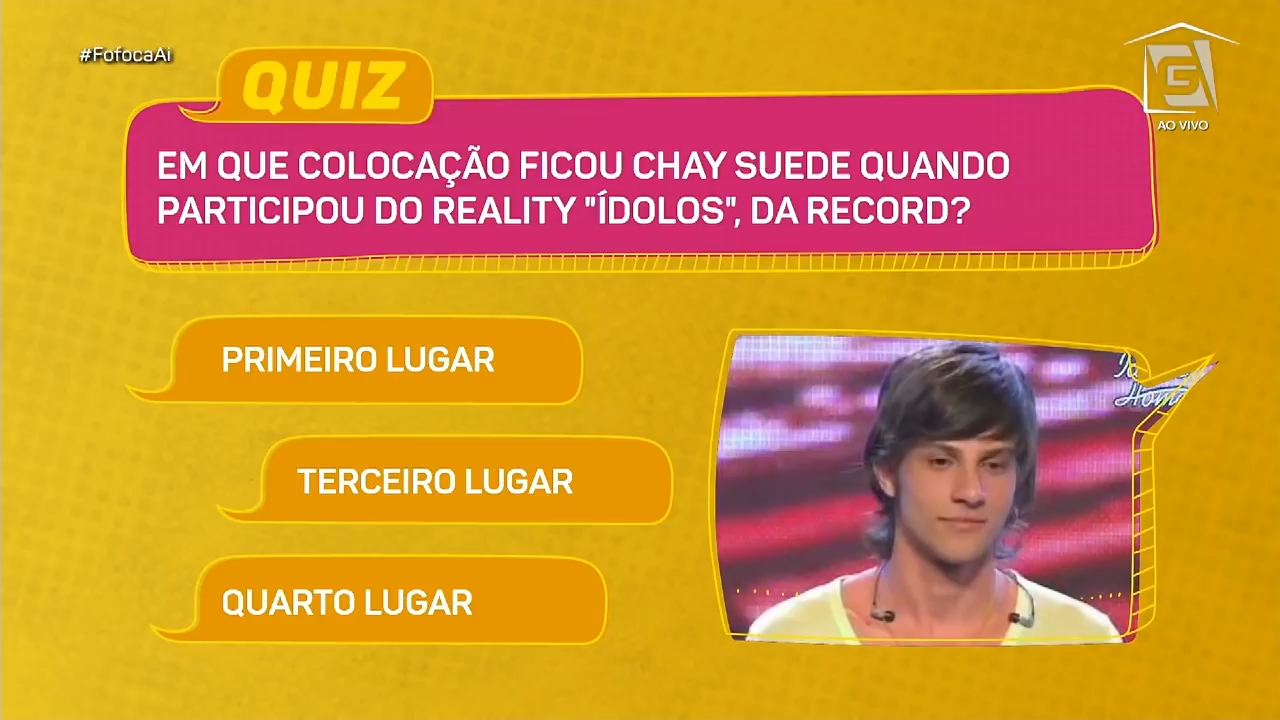 #FofocaAi
QUIZ
G
AO VIVO
EM QUE COLOCAÇÃO FICOU CHAY SUEDE QUANDO
PARTICIPOU DO REALITY "ÍDOLOS", DA RECORD?
PRIMEIRO LUGAR
TERCEIRO LUGAR
QUARTO LUGAR